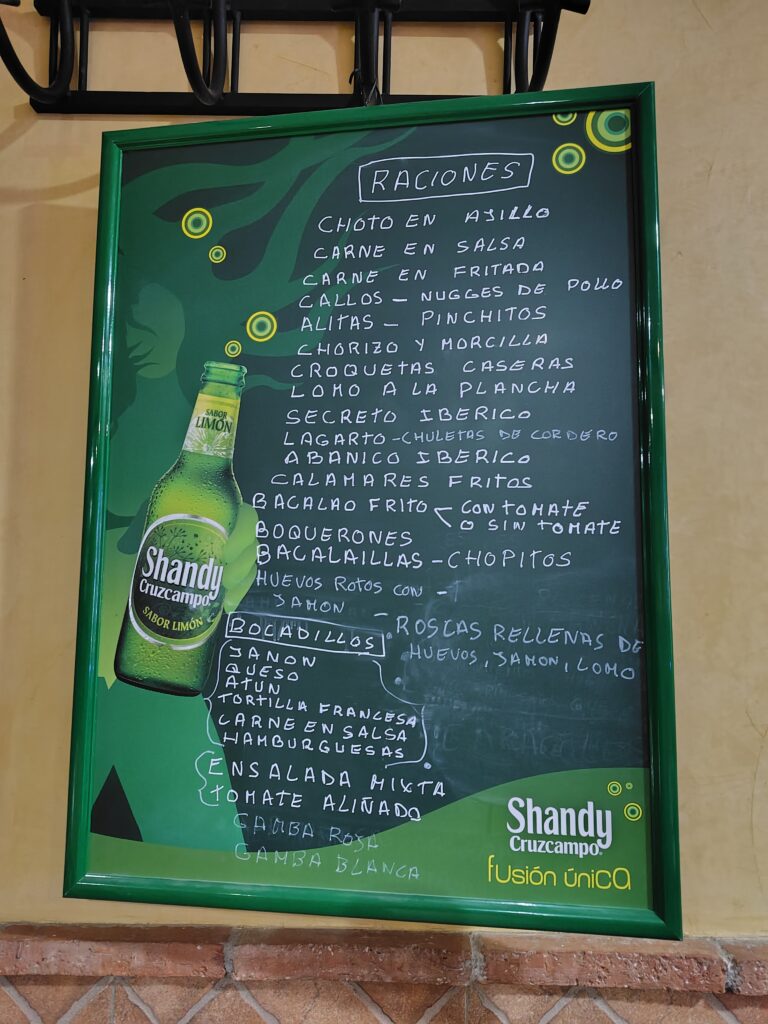 RACIONES
CHOTO EN AJILLO
CARNE EN SALSA
CARNE EN FRITADA
CALLOS – NUGGES DE POLLO
ALITAS – PINCHITOS
CHORIZO Y MORCILLA
CROQUETAS CASERAS
LOMO A LA PLANCHA
SECRETO IBERICO
LAGARTO – CHULETAS DE CORDERO
ABANICO IBERICO
CALAMARES FRITOS
BACALAO FRITO < CON TOMATE
O SIN TOMATE
BOQUERONES
BACALAILLAS – CHOPITOS
HUEVOS ROTOS CON –
JAMON
– ROSCAS RELLENAS DE
HUEVOS, JAMON, LOMO
BOCADILLOS
JANON
QUESO
ATUN
TORTILLA FRANCESA
CARNE EN SALSA
HAMBURGUESAS
ENSALADA MIXTA
TOMATE ALIÑADO
GAMBA ROSA
GAMBA BLANCA
SABOR
LIMÓN
Shandy
Cruzcampo
SABOR LIMÓN
Shandy
Cruzcampo
fusión única